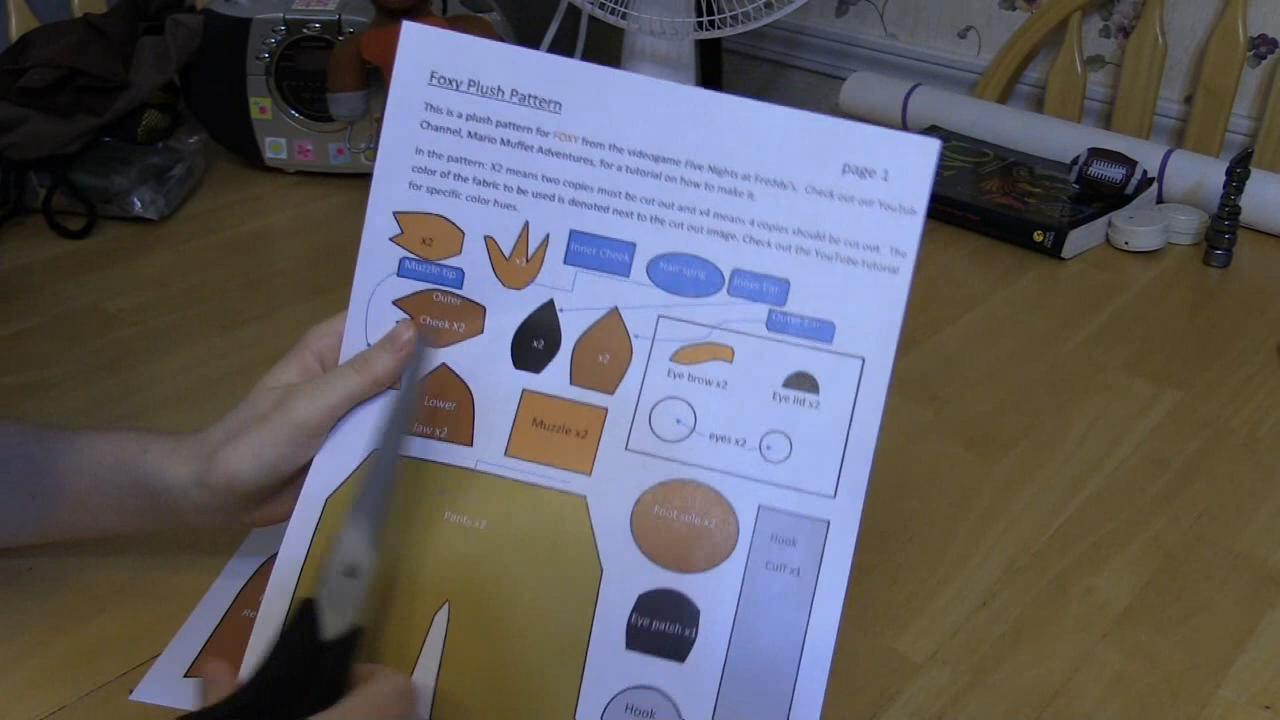 Foxy Plush Pattern
page 1
This is a plush pattern for FOXY from the videogame Five Nights at Freddy's. Check out our YouTube
Channel, Mario Muffet Adventures, for a tutorial on how to make it.
In the pattern: X2 means two copies must be cut out and x4 means 4 copies should be cut out. The
color of the fabric to be used is denoted next to the cut out image. Check out the YouTube tutorial
for specific color hues.
X2
x1
Inner Cheek
Hair sprig
Inner Ear
Muzzle tip
Outer Ear
Outer
Cheek X2
x2
x2
Eye brow x2
Eye lid x2
eyes x2
Lower
Jaw x2
Muzzle x2
Pants x2
Foot sole x2
Hook
Cuff x1
Eye patch x1
Hook